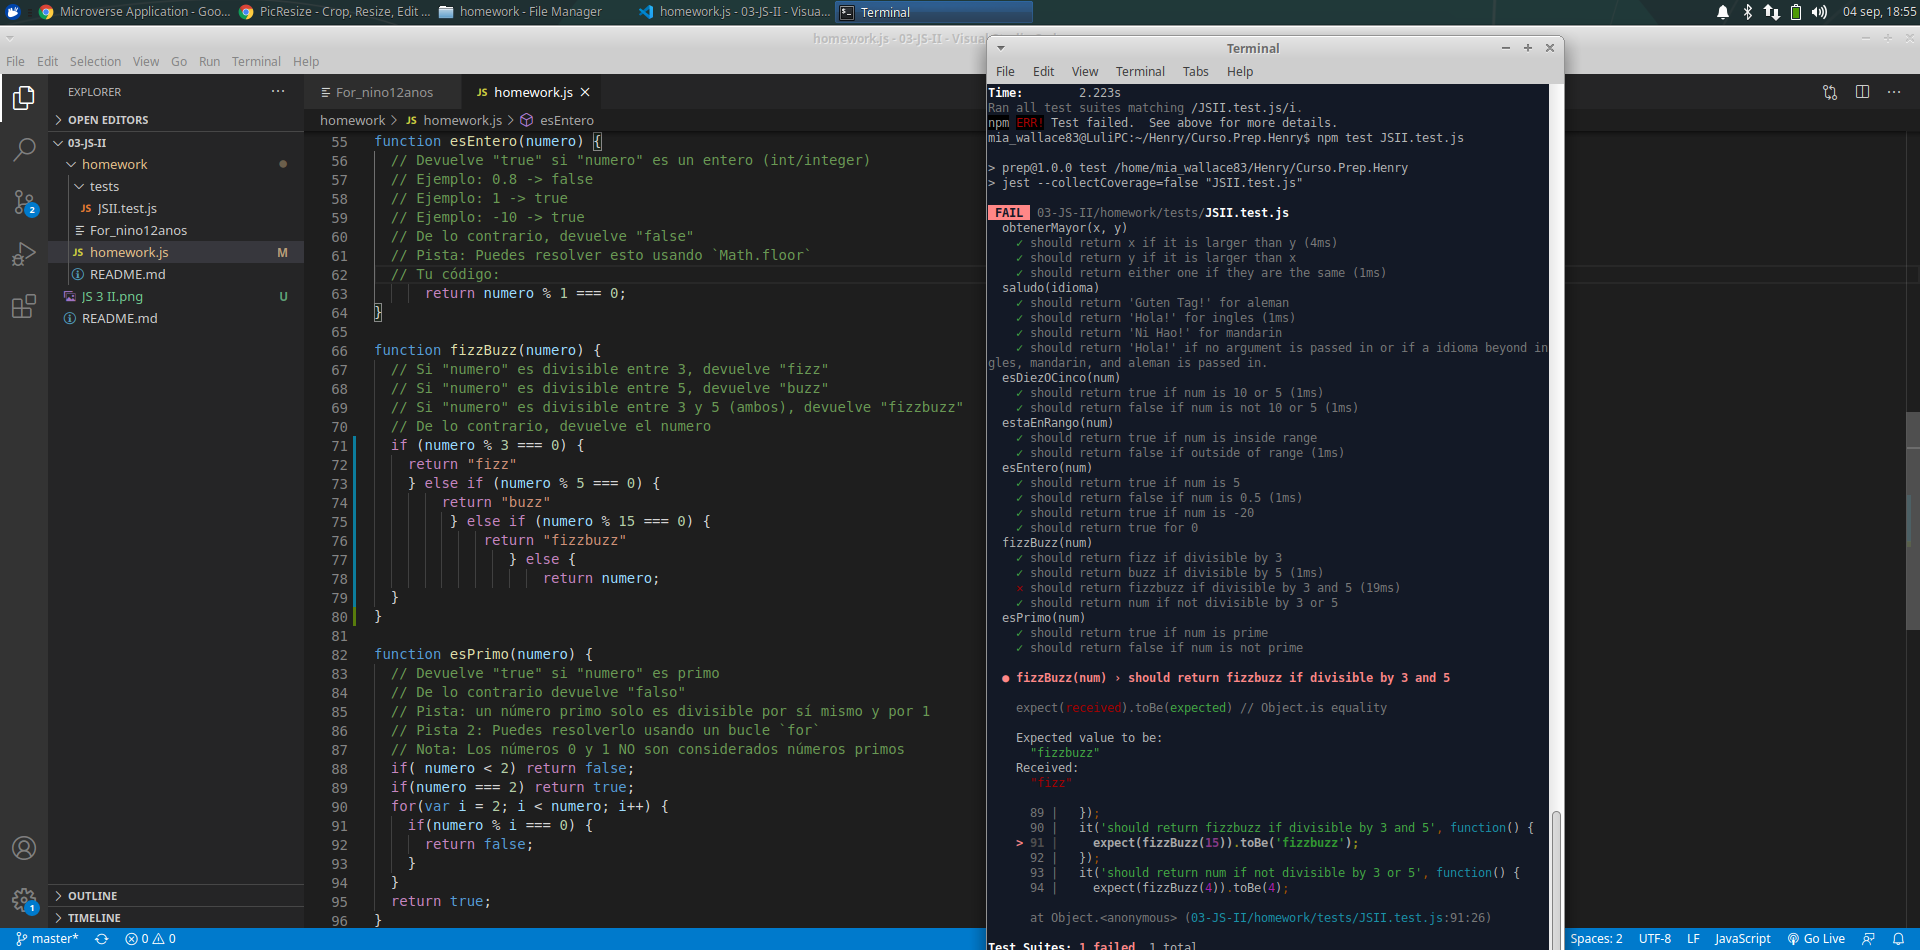 Microverse Application - Goo...
PicResize - Crop, Resize, Edit ...
homework - File Manager
homework.js - 03-JS-II - Visua...
Terminal
04 sep, 18:55
homework.js - 03-JS-II - Visual
File Edit Selection View Go Run Terminal Help
EXPLORER
OPEN EDITORS
03-JS-II
homework
tests
JS JSII.test.js
For_nino12anos
JS homework.js M
README.md
JS 3 II.png U
README.md
OUTLINE
TIMELINE
2
1
For_nino12anos
JS homework.js
homework > JS homework.js > esEntero
55 function esEntero(numero) {
56 // Devuelve "true" si "numero" es un entero (int/integer)
57 // Ejemplo: 0.8 -> false
58 // Ejemplo: 1 -> true
59 // Ejemplo: -10 -> true
60 // De lo contrario, devuelve "false"
61 // Pista: Puedes resolver esto usando `Math.floor`
62 // Tu código:
63 return numero % 1 === 0;
64 }
65
66 function fizzBuzz(numero) {
67 // Si "numero" es divisible entre 3, devuelve "fizz"
68 // Si "numero" es divisible entre 5, devuelve "buzz"
69 // Si "numero" es divisible entre 3 y 5 (ambos), devuelve "fizzbuzz"
70 // De lo contrario, devuelve el numero
71 if (numero % 3 === 0) {
72 return "fizz"
73 } else if (numero % 5 === 0) {
74 return "buzz"
75 } else if (numero % 15 === 0) {
76 return "fizzbuzz"
77 } else {
78 return numero;
79 }
80 }
81
82 function esPrimo(numero) {
83 // Devuelve "true" si "numero" es primo
84 // De lo contrario devuelve "falso"
85 // Pista: un número primo solo es divisible por sí mismo y por 1
86 // Pista 2: Puedes resolverlo usando un bucle `for`
87 // Nota: Los números 0 y 1 NO son considerados números primos
88 if( numero < 2) return false;
89 if(numero === 2) return true;
90 for(var i = 2; i < numero; i++) {
91 if(numero % i === 0) {
92 return false;
93 }
94 }
95 return true;
96 }
Terminal
File Edit View Terminal Tabs Help
Time: 2.223s
Ran all test suites matching /JSII.test.js/i.
npm ERR! Test failed. See above for more details.
mia_wallace83@LuliPC:~/Henry/Curso.Prep.Henry$ npm test JSII.test.js
> prep@1.0.0 test /home/mia_wallace83/Henry/Curso.Prep.Henry
> jest --collectCoverage=false "JSII.test.js"
FAIL 03-JS-II/homework/tests/JSII.test.js
obtenerMayor(x, y)
✓ should return x if it is larger than y (4ms)
✓ should return y if it is larger than x
✓ should return either one if they are the same (1ms)
saludo(idioma)
✓ should return 'Guten Tag!' for aleman
✓ should return 'Hola!' for ingles (1ms)
✓ should return 'Ni Hao!' for mandarin
✓ should return 'Hola!' if no argument is passed in or if a idioma beyond in
gles, mandarin, and aleman is passed in.
esDiezOCinco(num)
✓ should return true if num is 10 or 5 (1ms)
✓ should return false if num is not 10 or 5 (1ms)
estaEnRango(num)
✓ should return true if num is inside range
✓ should return false if outside of range (1ms)
esEntero(num)
✓ should return true if num is 5
✓ should return false if num is 0.5 (1ms)
✓ should return true if num is -20
✓ should return true for 0
fizzBuzz(num)
✓ should return fizz if divisible by 3
✓ should return buzz if divisible by 5 (1ms)
✕ should return fizzbuzz if divisible by 3 and 5 (19ms)
✓ should return num if not divisible by 3 or 5
esPrimo(num)
✓ should return true if num is prime
✓ should return false if num is not prime
● fizzBuzz(num) › should return fizzbuzz if divisible by 3 and 5
expect(received).toBe(expected) // Object.is equality
Expected value to be:
"fizzbuzz"
Received:
"fizz"
89 | });
90 | it('should return fizzbuzz if divisible by 3 and 5', function() {
> 91 | expect(fizzBuzz(15)).toBe('fizzbuzz');
92 | });
93 | it('should return num if not divisible by 3 or 5', function() {
94 | expect(fizzBuzz(4)).toBe(4);
at Object.<anonymous> (03-JS-II/homework/tests/JSII.test.js:91:26)
Test Suites: 1 failed, 1 total
master* 0 0
Spaces: 2 UTF-8 LF JavaScript Go Live